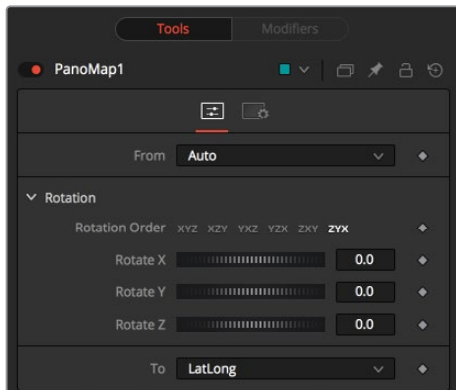 Tools Modifiers
PanoMap1
From Auto
Rotation
Rotation Order XYZ XZY YXZ YZX ZXY ZYX
Rotate X 0.0
Rotate Y 0.0
Rotate Z 0.0
To LatLong